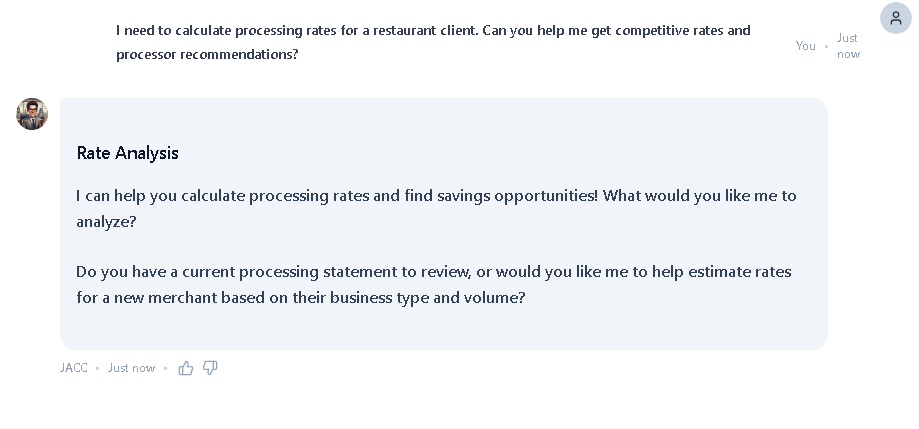 I need to calculate processing rates for a restaurant client. Can you help me get competitive rates and
processor recommendations?
You • Just
now
Rate Analysis
I can help you calculate processing rates and find savings opportunities! What would you like me to
analyze?
Do you have a current processing statement to review, or would you like me to help estimate rates
for a new merchant based on their business type and volume?
JACC • Just now •